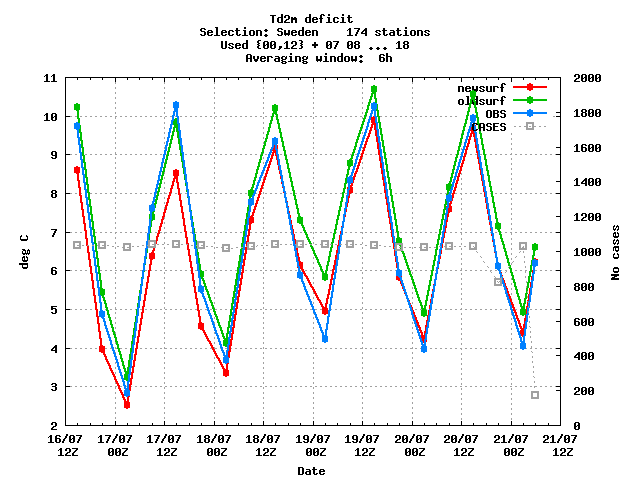 Td2m deficit
Selection: Sweden    174 stations
Used {00,12} + 07 08 ... 18
Averaging window:  6h
newsurf
oldsurf
OBS
CASES
11
10
9
8
7
6
5
4
3
2
deg C
2000
1800
1600
1400
1200
1000
800
600
400
200
0
No cases
16/07 17/07 17/07 18/07 18/07 19/07 19/07 20/07 20/07 21/07 21/07
12Z 00Z 12Z 00Z 12Z 00Z 12Z 00Z 12Z 00Z 12Z
Date